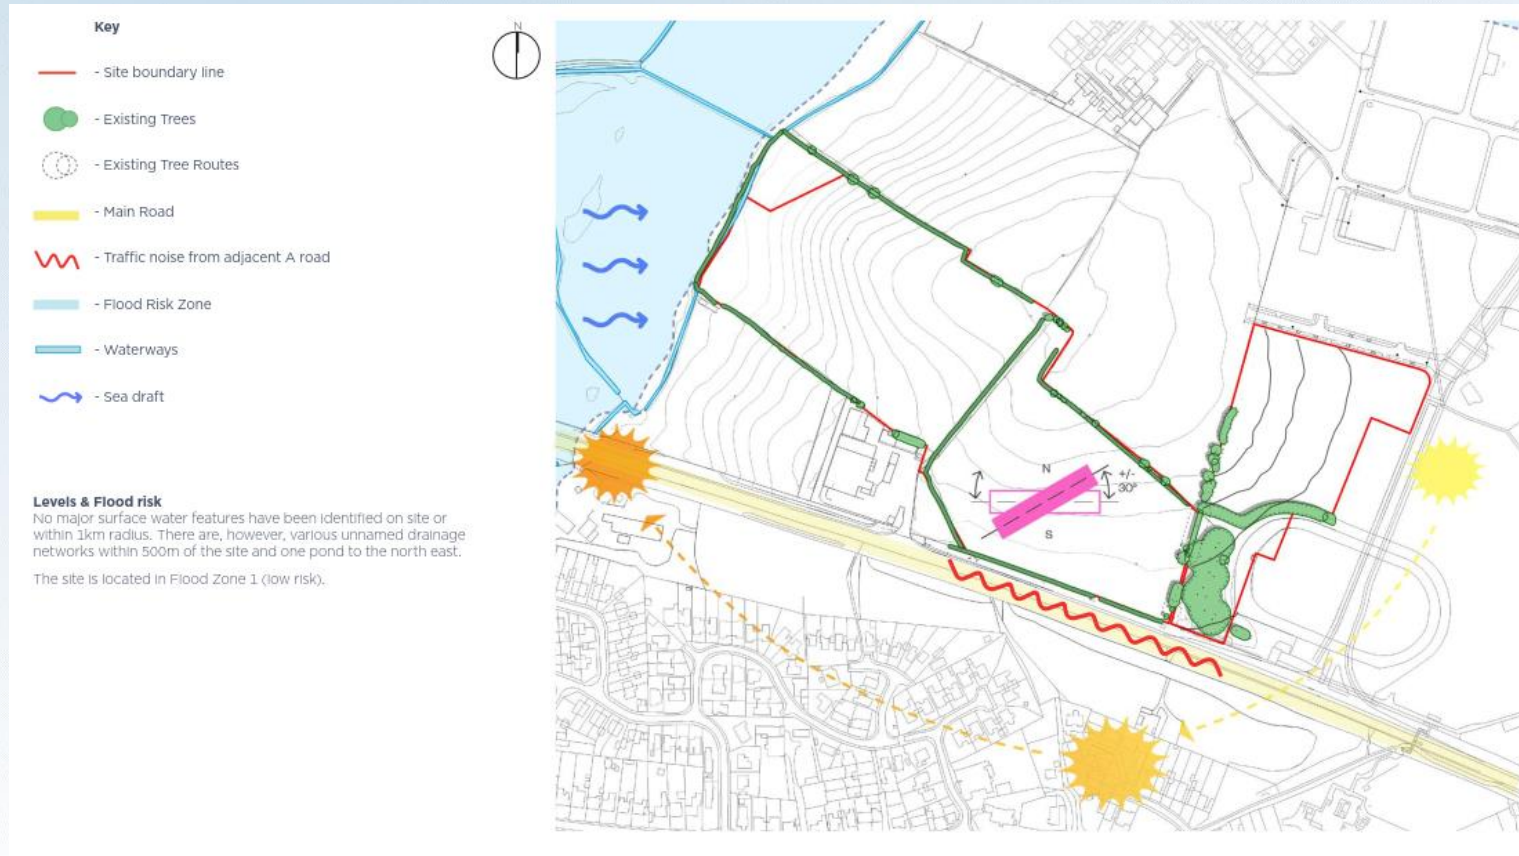 Key
- Site boundary line
- Existing Trees
- Existing Tree Routes
- Main Road
- Traffic noise from adjacent A road
- Flood Risk Zone
- Waterways
- Sea draft
Levels & Flood risk
No major surface water features have been identified on site or
within 1km radius. There are, however, various unnamed drainage
networks within 500m of the site and one pond to the north east.
The site is located in Flood Zone 1 (low risk).
N
N
+/-
30°
S